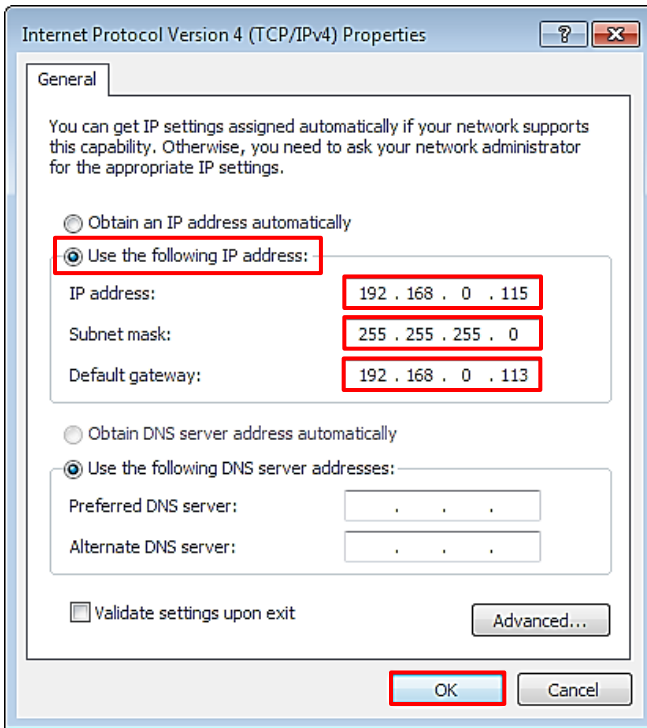 Internet Protocol Version 4 (TCP/IPv4) Properties
General
You can get IP settings assigned automatically if your network supports
this capability. Otherwise, you need to ask your network administrator
for the appropriate IP settings.
Obtain an IP address automatically
Use the following IP address:
IP address: 192 . 168 . 0 . 115
Subnet mask: 255 . 255 . 255 . 0
Default gateway: 192 . 168 . 0 . 113
Obtain DNS server address automatically
Use the following DNS server addresses:
Preferred DNS server: . . .
Alternate DNS server: . . .
Validate settings upon exit
Advanced...
OK Cancel